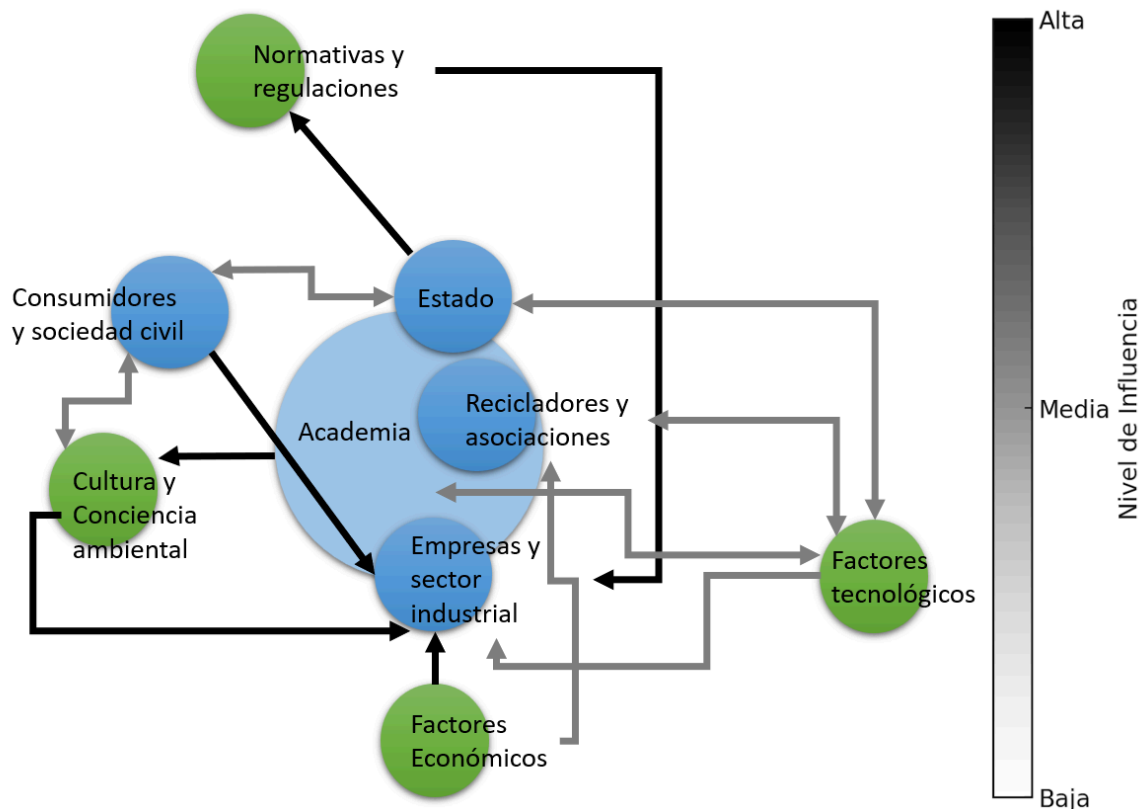 Alta
Normativas y
regulaciones
Estado
Consumidores
y sociedad civil
Nivel de Influencia
Recicladores y
asociaciones
Media
Academia
Cultura y
Conciencia
ambiental
Empresas y
sector
industrial
Factores
tecnológicos
Factores
Económicos
Baja